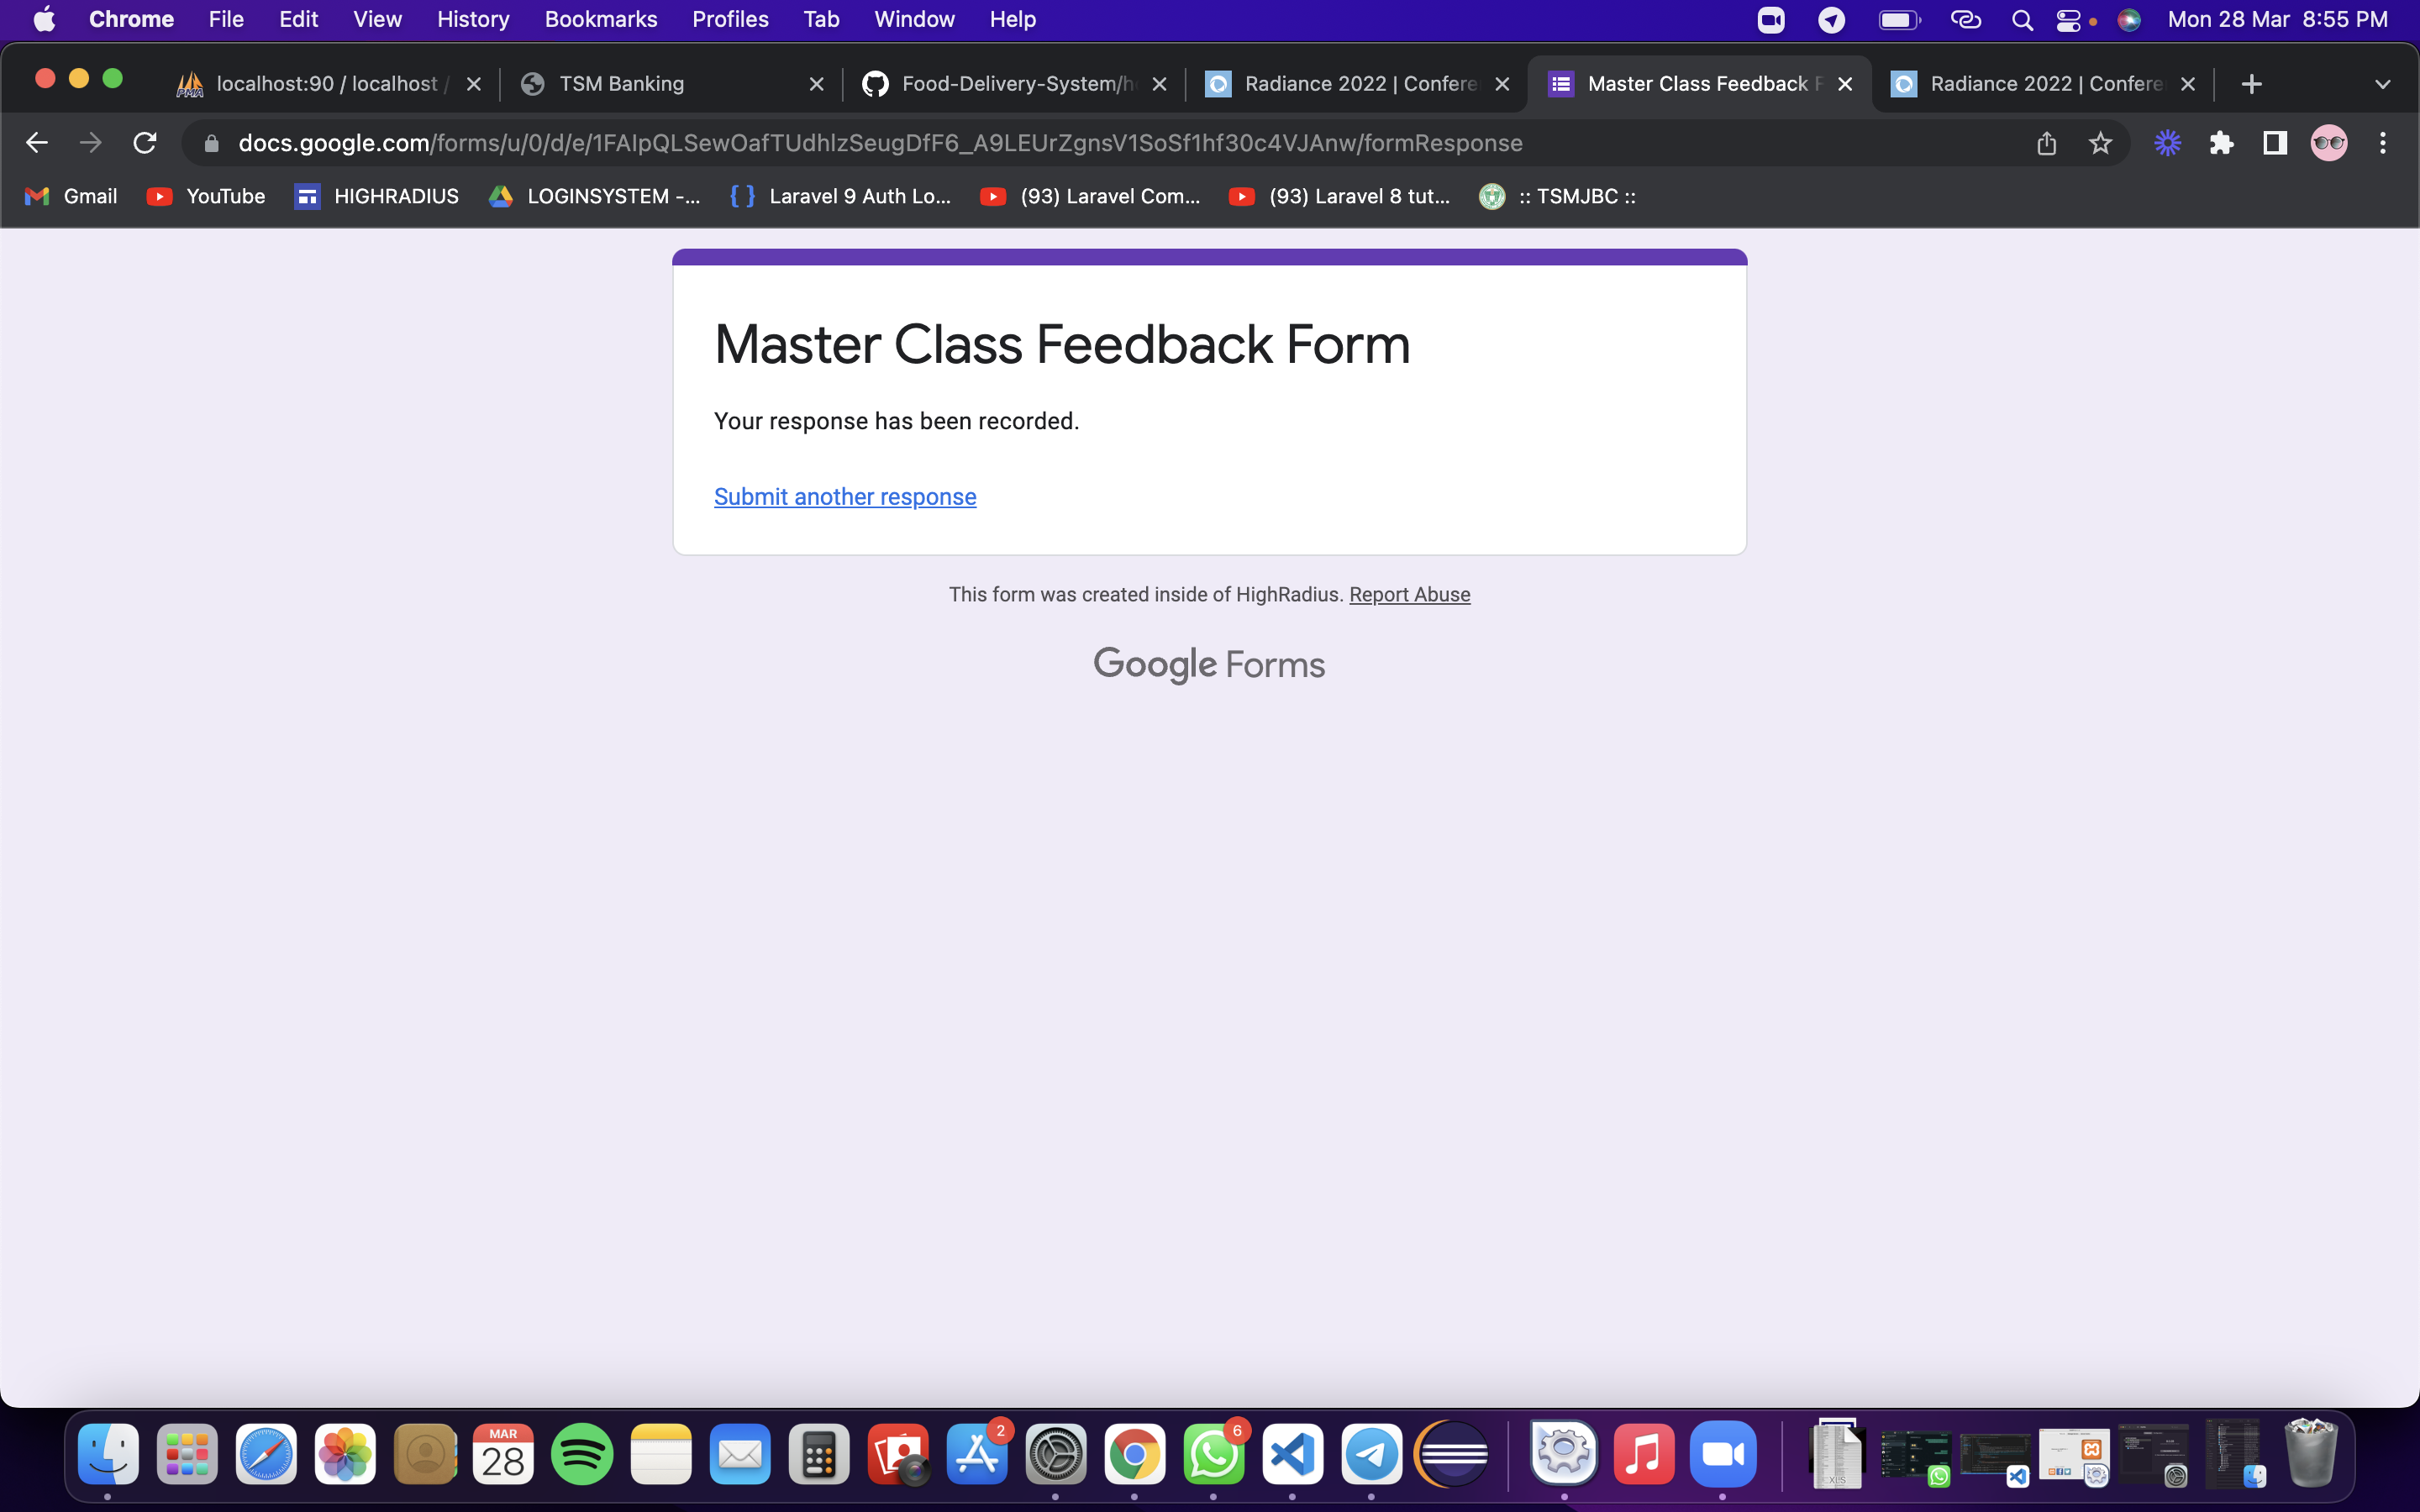 Chrome File Edit View History Bookmarks Profiles Tab Window Help Mon 28 Mar 8:55 PM
localhost:90 / localhost / TSM Banking Food-Delivery-System/h Radiance 2022 | Confere Master Class Feedback F Radiance 2022 | Confere
docs.google.com/forms/u/0/d/e/1FAIpQLSewOafTUdhlzSeugDfF6_A9LEUrZgnsV1SoSf1hf30c4VJAnw/formResponse
Gmail YouTube HIGHRADIUS LOGINSYSTEM -... Laravel 9 Auth Lo... (93) Laravel Com... (93) Laravel 8 tut... :: TSMJBC ::
Master Class Feedback Form
Your response has been recorded.
Submit another response
This form was created inside of HighRadius. Report Abuse
Google Forms
MAR
28
2
6